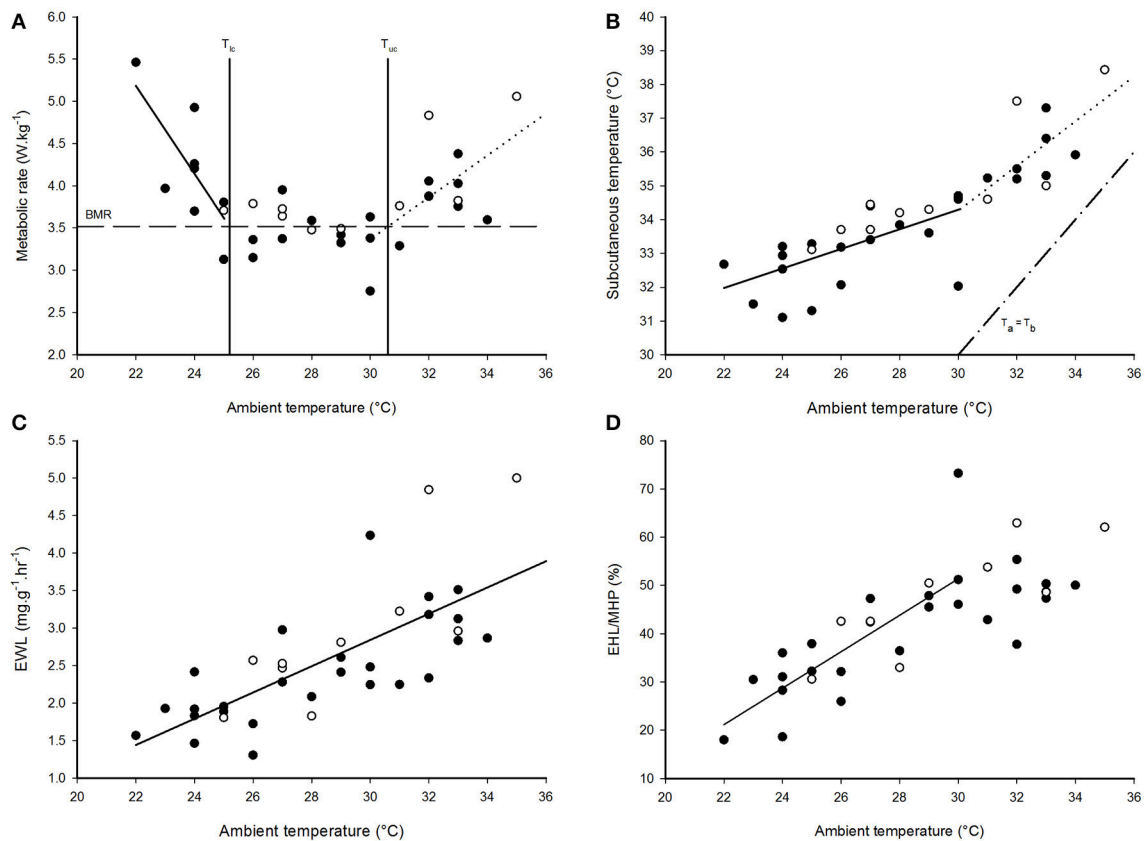 A
6.0
5.5
5.0
4.5
4.0
3.5
3.0
2.5
2.0
Metabolic rate (W.kg⁻¹)
T lc
T uc
BMR
20 22 24 26 28 30 32 34 36
Ambient temperature (°C)
B
40
39
38
37
36
35
34
33
32
31
30
Subcutaneous temperature (°C)
T a = T b
20 22 24 26 28 30 32 34 36
Ambient temperature (°C)
C
5.5
5.0
4.5
4.0
3.5
3.0
2.5
2.0
1.5
1.0
EWL (mg.g⁻¹.hr⁻¹)
20 22 24 26 28 30 32 34 36
Ambient temperature (°C)
D
80
70
60
50
40
30
20
10
EHL/MHP (%)
20 22 24 26 28 30 32 34 36
Ambient temperature (°C)